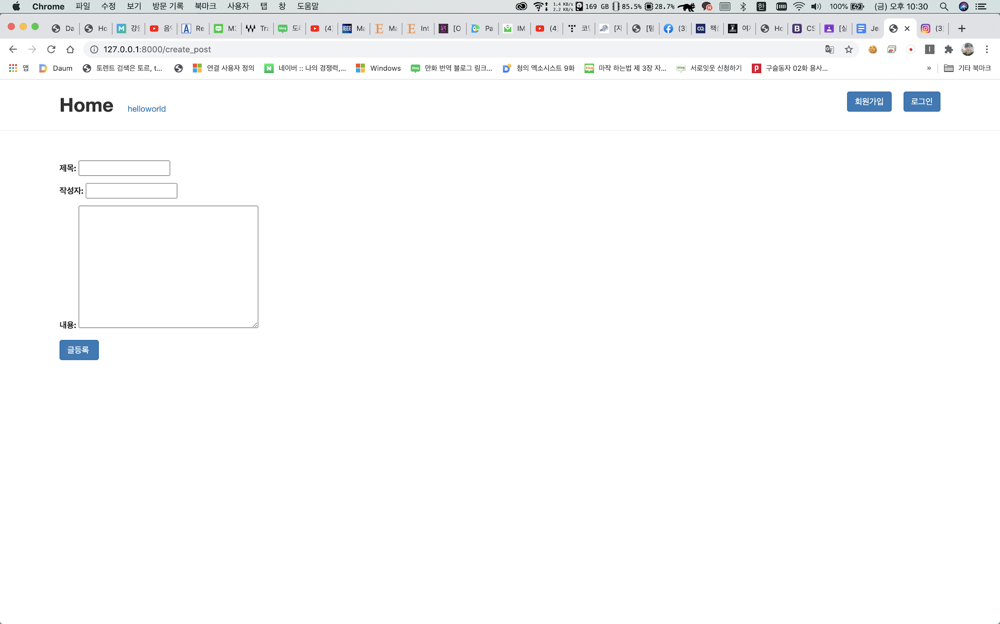 Chrome 파일 수정 보기 방문 기록 북마크 사용자 탭 창 도움말 1.4 KB/s 2.2 KB/s 169 GB 85.5% 28.7% 한 100% (금) 오후 10:30
Da Ho 음 Re Tra (4) IEEE Ma Ma Int [O Pa IM (4) [자 (3) Ho CS [실 Je (3)
127.0.0.1:8000/create_post
앱 Daum 토렌트 검색은 토르, t... 연결 사용자 정의 네이버 :: 나의 경쟁력,... Windows 만화 번역 블로그 링크... 청의 엑소시스트 9화 마작 하는법 제 3장 자... 서로잇웃 신청하기 구슬동자 02화 용사... » 기타 북마크
Home helloworld 회원가입 로그인
제목:
작성자:
내용:
글등록